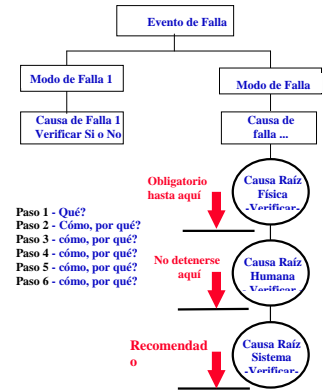 Evento de Falla
Modo de Falla 1
Modo de Falla
Causa de Falla 1
Verificar Si o No
Causa de
falla ...
Obligatorio
hasta aquí
Causa Raíz
Física
-Verificar-
Paso 1 - Qué?
Paso 2 - Cómo, por qué?
Paso 3 - cómo, por qué?
Paso 4 - cómo, por qué?
Paso 5 - cómo, por qué?
Paso 6 - cómo, por qué?
No detenerse
aquí
Causa Raíz
Humana
- Verificar -
Recomendad
o
Causa Raíz
Sistema
-Verificar-